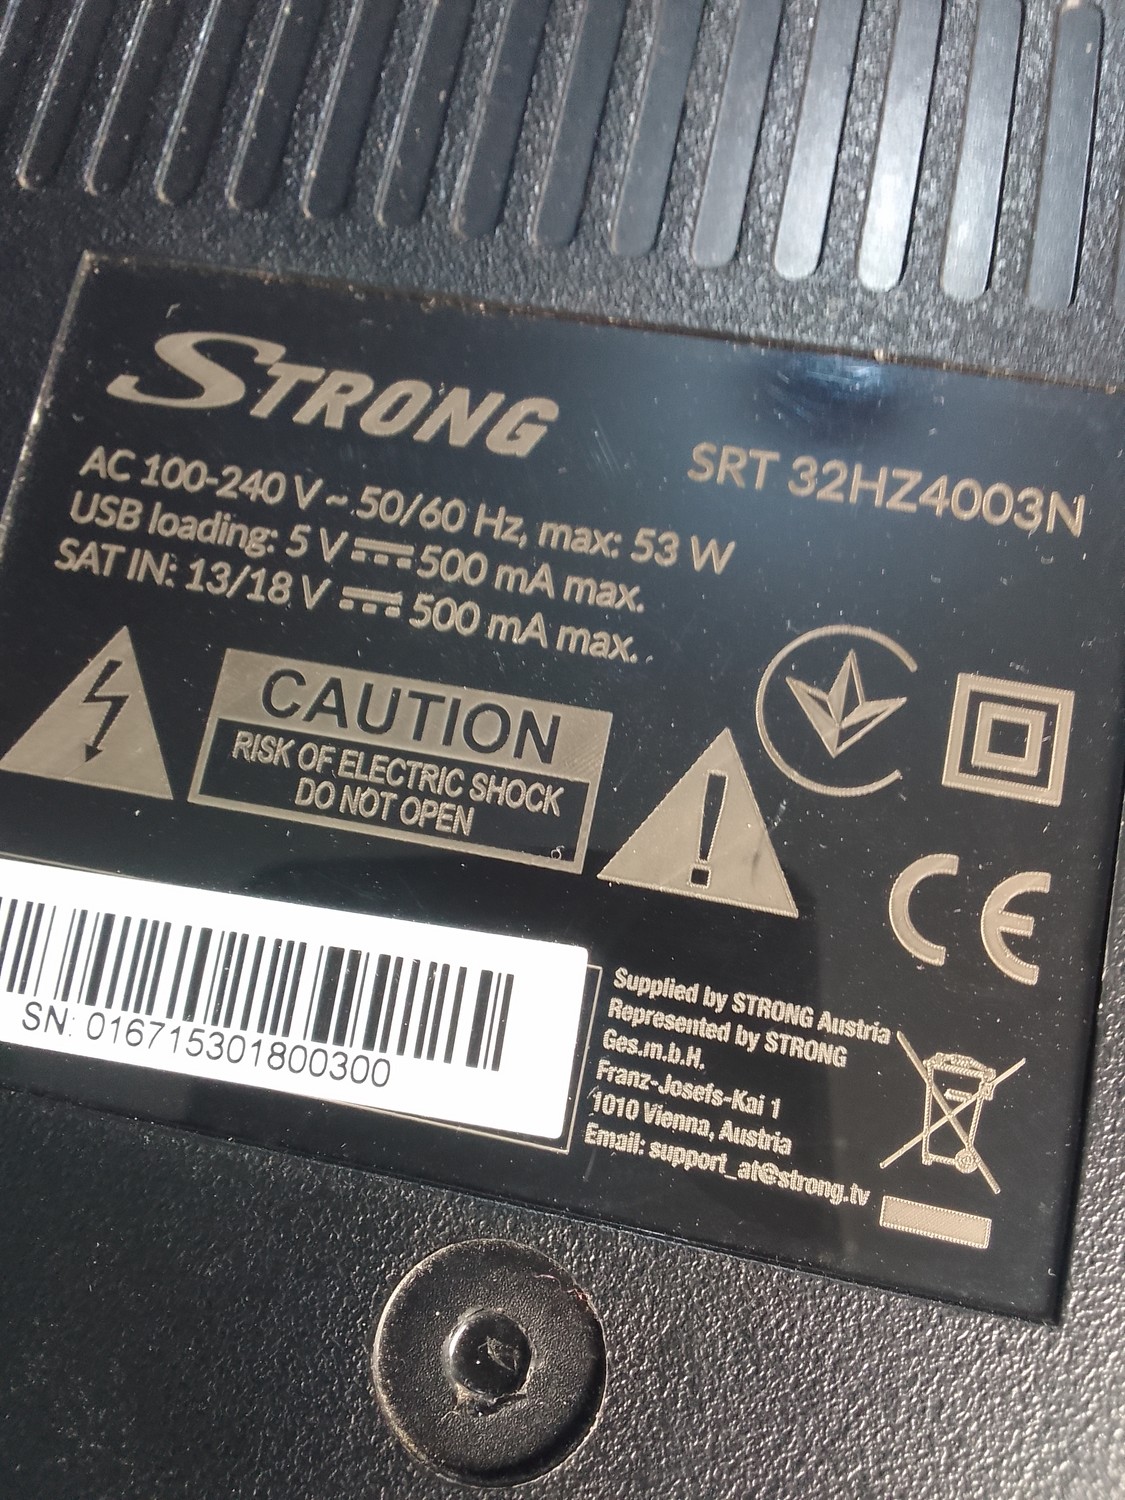 STRONG
SRT 32HZ4003N
AC 100-240 V ~ 50/60 Hz, max: 53 W
USB loading: 5 V ⎓ 500 mA max.
SAT IN: 13/18 V ⎓ 500 mA max.
CAUTION
RISK OF ELECTRIC SHOCK
DO NOT OPEN
CE
SN: 016715301800300
Supplied by STRONG Austria
Represented by STRONG
Ges.m.b.H.
Franz-Josefs-Kai 1
1010 Vienna, Austria
Email: support_at@strong.tv